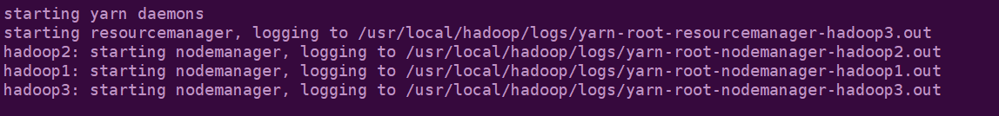 starting yarn daemons
starting resourcemanager, logging to /usr/local/hadoop/logs/yarn-root-resourcemanager-hadoop3.out
hadoop2: starting nodemanager, logging to /usr/local/hadoop/logs/yarn-root-nodemanager-hadoop2.out
hadoop1: starting nodemanager, logging to /usr/local/hadoop/logs/yarn-root-nodemanager-hadoop1.out
hadoop3: starting nodemanager, logging to /usr/local/hadoop/logs/yarn-root-nodemanager-hadoop3.out